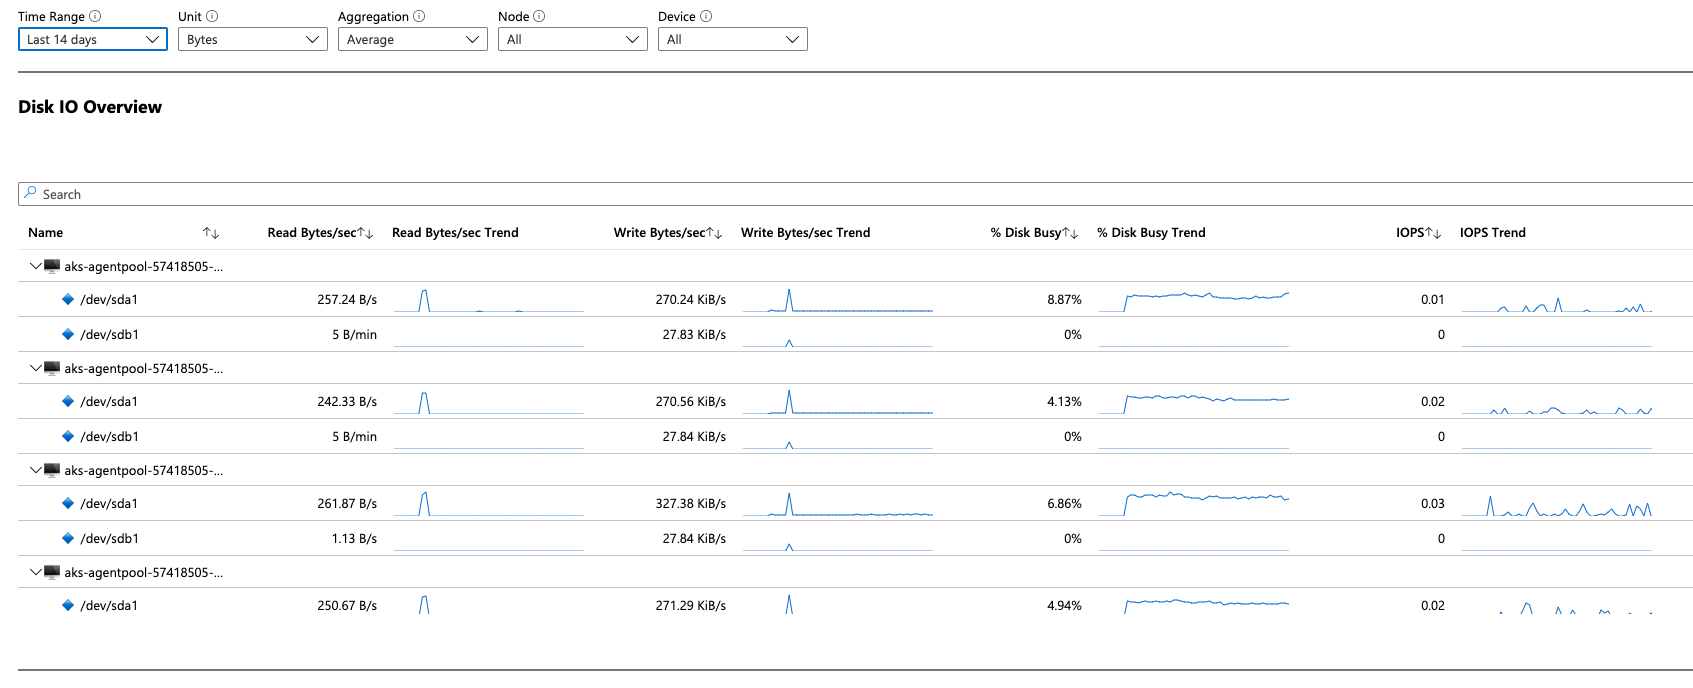 Time Range Unit Aggregation Node Device
Last 14 days Bytes Average All All
Disk IO Overview
Search
Name Read Bytes/sec Read Bytes/sec Trend Write Bytes/sec Write Bytes/sec Trend % Disk Busy % Disk Busy Trend IOPS IOPS Trend
aks-agentpool-57418505-...
/dev/sda1 257.24 B/s 270.24 KiB/s 8.87% 0.01
/dev/sdb1 5 B/min 27.83 KiB/s 0% 0
aks-agentpool-57418505-...
/dev/sda1 242.33 B/s 270.56 KiB/s 4.13% 0.02
/dev/sdb1 5 B/min 27.84 KiB/s 0% 0
aks-agentpool-57418505-...
/dev/sda1 261.87 B/s 327.38 KiB/s 6.86% 0.03
/dev/sdb1 1.13 B/s 27.84 KiB/s 0% 0
aks-agentpool-57418505-...
/dev/sda1 250.67 B/s 271.29 KiB/s 4.94% 0.02